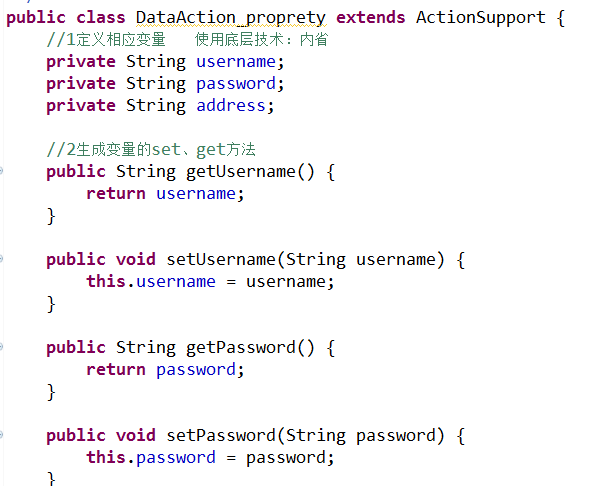 public class DataAction_proprety extends ActionSupport {
//1定义相应变量    使用底层技术：内省
private String username;
private String password;
private String address;
//2生成变量的set、get方法
public String getUsername() {
return username;
}
public void setUsername(String username) {
this.username = username;
}
public String getPassword() {
return password;
}
public void setPassword(String password) {
this.password = password;
}